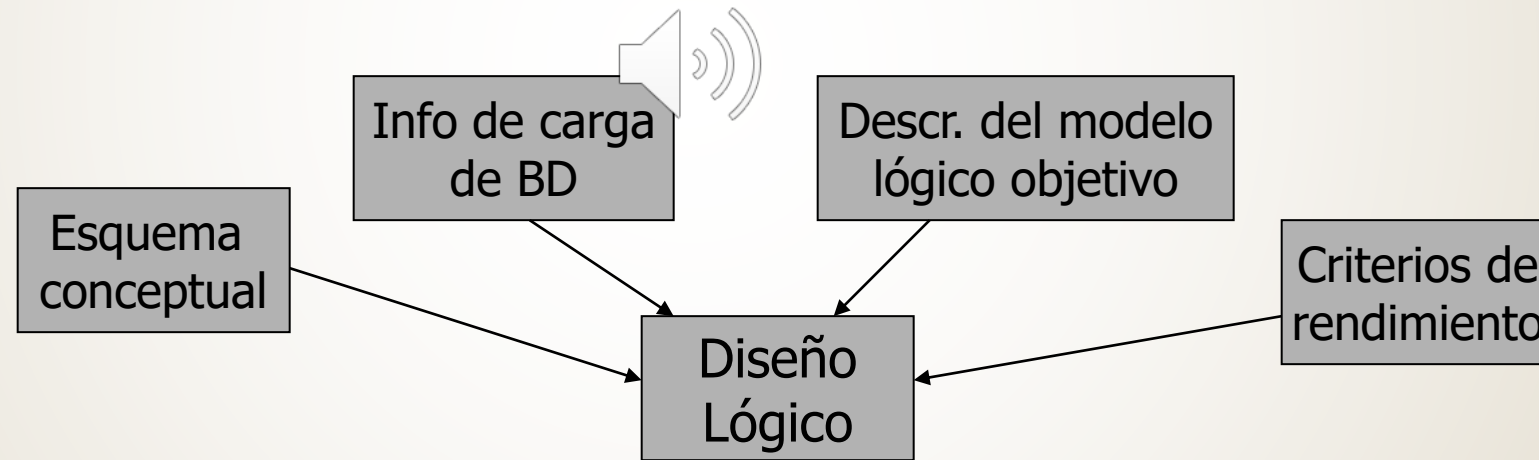 Info de carga
de BD
Descr. del modelo
lógico objetivo
Esquema
conceptual
Criterios de
rendimiento
Diseño
Lógico